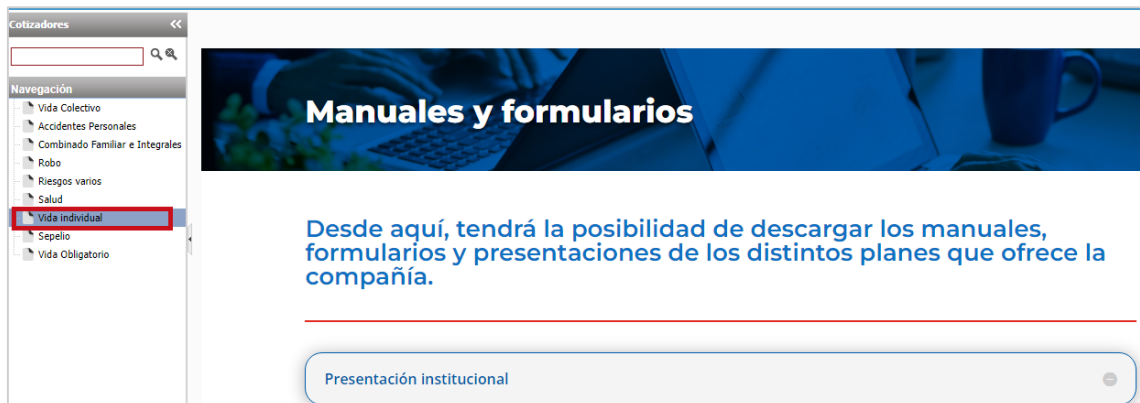 Cotizadores
Navegación
Vida Colectivo
Accidentes Personales
Combinado Familiar e Integrales
Robo
Riesgos varios
Salud
Vida individual
Sepelio
Vida Obligatorio
Manuales y formularios
Desde aquí, tendrá la posibilidad de descargar los manuales,
formularios y presentaciones de los distintos planes que ofrece la
compañía.
Presentación institucional